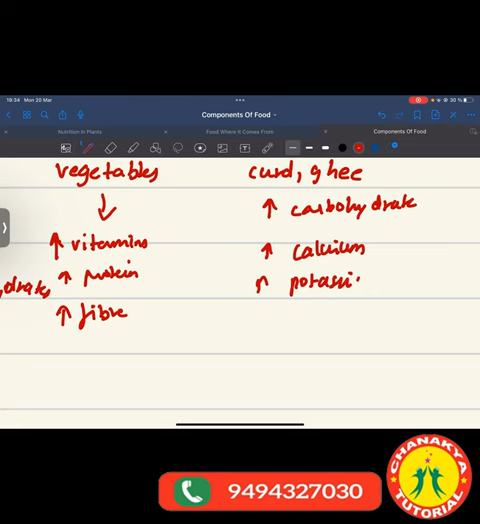 19:34 Mon 20 Mar
30 %
Components Of Food
Nutrition In Plants
Food Where It Comes From
Components Of Food
vegetables
curd, ghee
↑ carbohydrate
↑ vitamins
↑ calcium
↑ protein
↑ potassi
drates
↑ fibre
9494327030
CHANAKYA
TUTORIAL